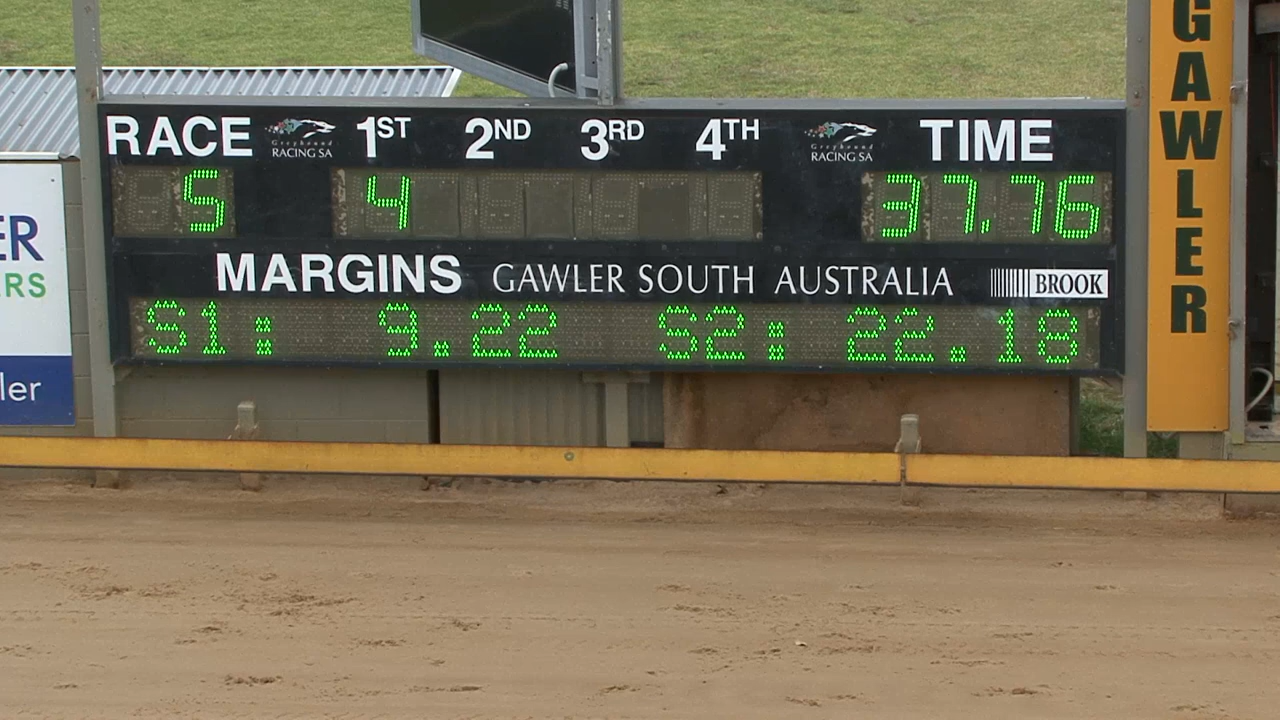 RACE
Greyhound
RACING SA
1ST 2ND 3RD 4TH
Greyhound
RACING SA
TIME
5 4 37.76
MARGINS GAWLER SOUTH AUSTRALIA BROOK
S1: 9.22 S2: 22.18
GAWLER
ER
RS
ler